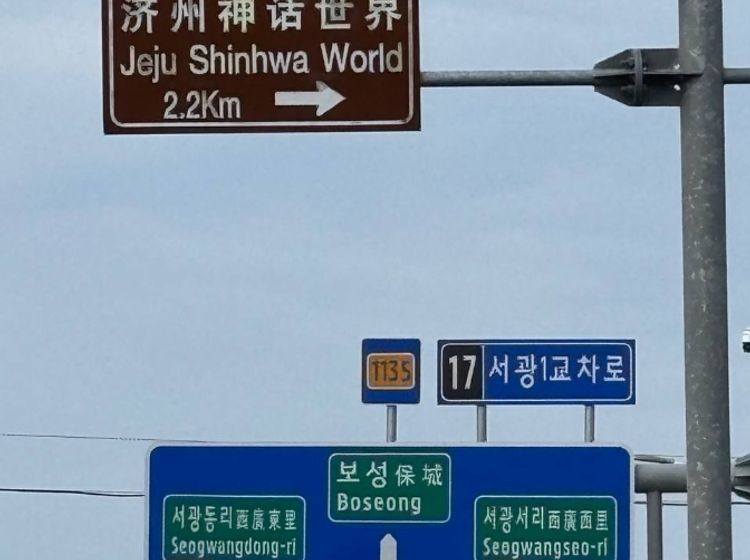 济州神话世界
Jeju Shinhwa World
2.2Km
1135
17 서광1교차로
보성保城
Boseong
서광동리西廣東里
Seogwangdong-ri
서광서리西廣西里
Seogwangseo-ri